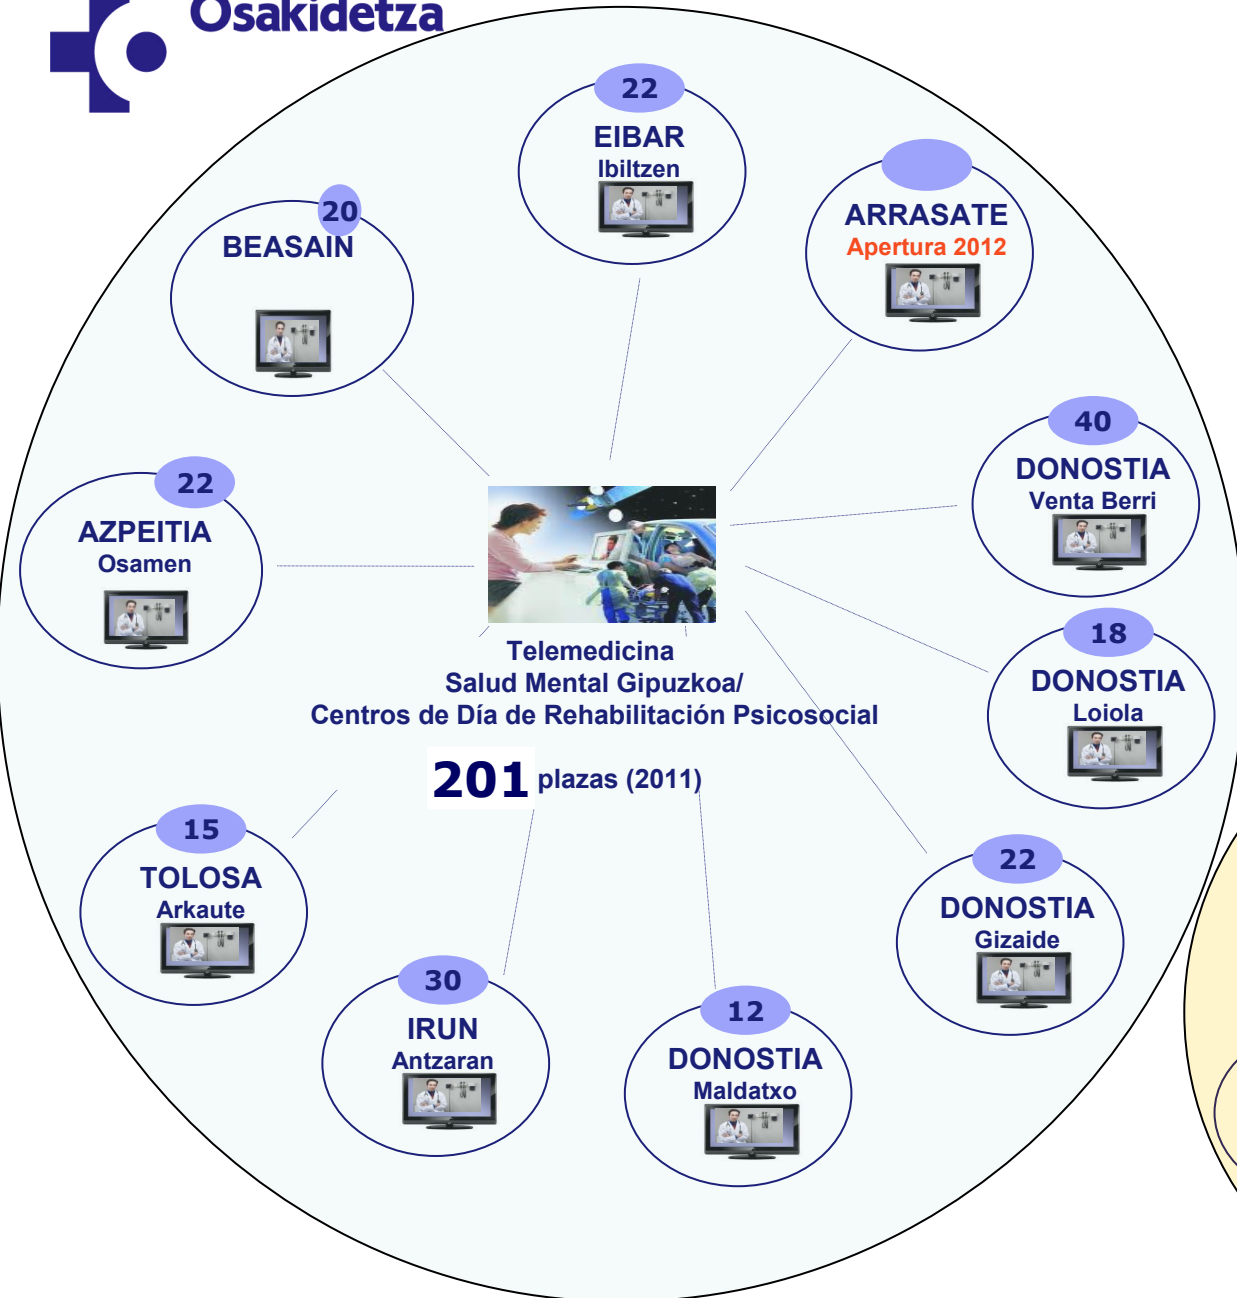 Osakidetza
22
EIBAR
Ibiltzen
ARRASATE
Apertura 2012
20
BEASAIN
40
DONOSTIA
Venta Berri
22
AZPEITIA
Osamen
18
DONOSTIA
Loiola
Telemedicina
Salud Mental Gipuzkoa/
Centros de Día de Rehabilitación Psicosocial
201 plazas (2011)
15
TOLOSA
Arkaute
22
DONOSTIA
Gizaide
30
IRUN
Antzaran
12
DONOSTIA
Maldatxo